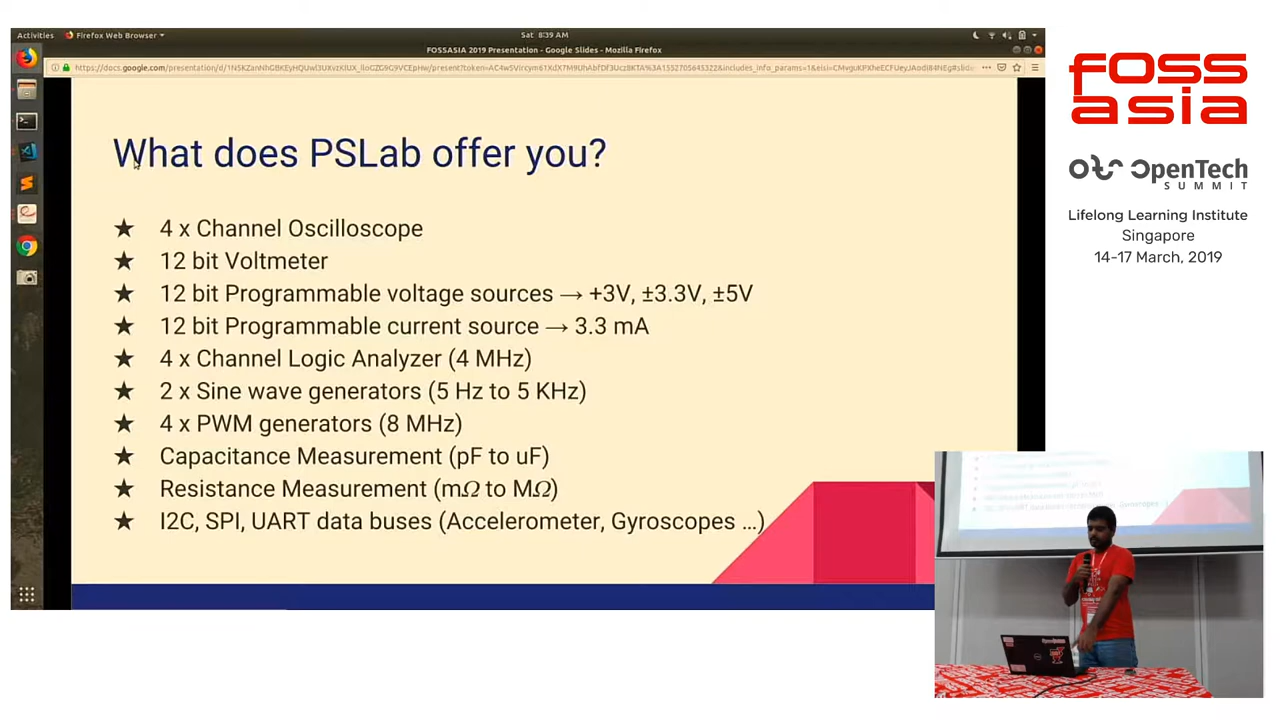 Activities
Firefox Web Browser
Sat 8:39 AM
FOSSASIA 2019 Presentation - Google Slides - Mozilla Firefox
What does PSLab offer you?
★ 4 x Channel Oscilloscope
★ 12 bit Voltmeter
★ 12 bit Programmable voltage sources → +3V, ±3.3V, ±5V
★ 12 bit Programmable current source → 3.3 mA
★ 4 x Channel Logic Analyzer (4 MHz)
★ 2 x Sine wave generators (5 Hz to 5 KHz)
★ 4 x PWM generators (8 MHz)
★ Capacitance Measurement (pF to uF)
★ Resistance Measurement (mΩ to MΩ)
★ I2C, SPI, UART data buses (Accelerometer, Gyroscopes ...)
FOSS
ASIA
OpenTech
SUMMIT
Lifelong Learning Institute
Singapore
14-17 March, 2019